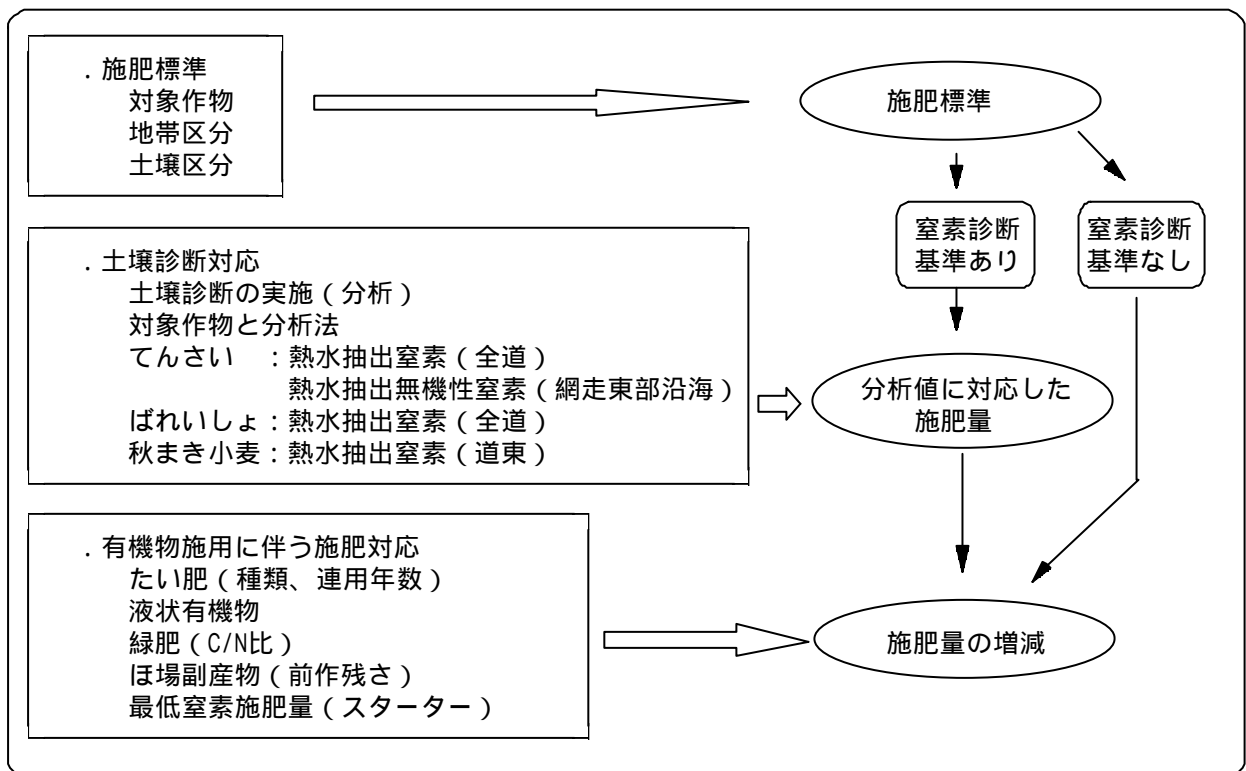 ．施肥標準
対象作物
地帯区分
土壌区分
施肥標準
窒素診断
基準あり
窒素診断
基準なし
．土壌診断対応
土壌診断の実施（分析）
対象作物と分析法
てんさい　：熱水抽出窒素（全道）
熱水抽出無機性窒素（網走東部沿海）
ばれいしょ：熱水抽出窒素（全道）
秋まき小麦：熱水抽出窒素（道東）
分析値に対応した
施肥量
．有機物施用に伴う施肥対応
たい肥（種類、連用年数）
液状有機物
緑肥（C/N比）
ほ場副産物（前作残さ）
最低窒素施肥量（スターター）
施肥量の増減